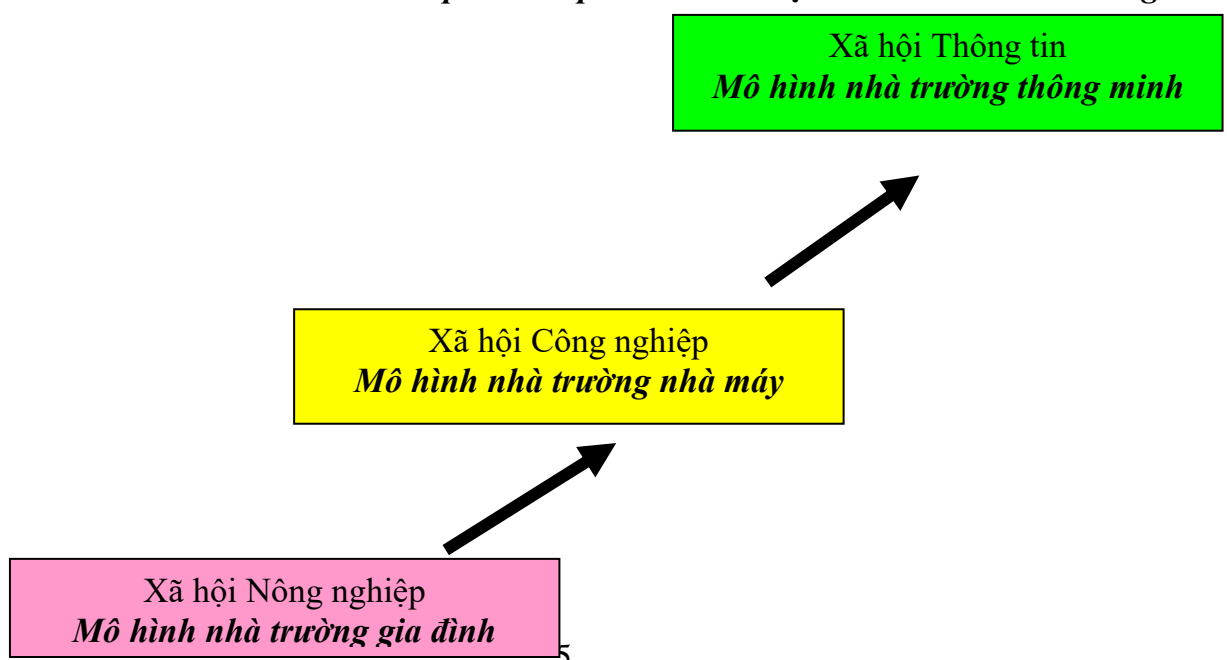 Xã hội Thông tin
Mô hình nhà trường thông minh
Xã hội Công nghiệp
Mô hình nhà trường nhà máy
Xã hội Nông nghiệp
Mô hình nhà trường gia đình
5